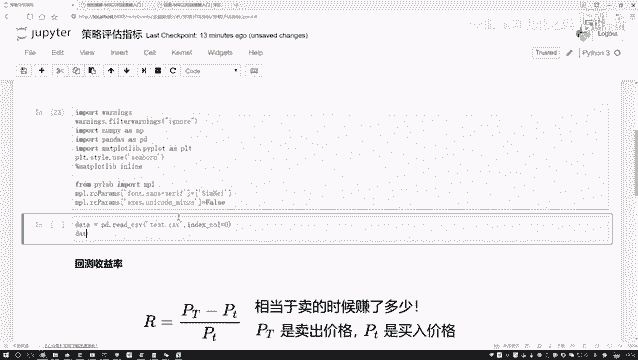 jupyter 策略评估指标 Last Checkpoint: 13 minutes ago (unsaved changes)
Logout
File Edit View Insert Cell Kernel Widgets Help
Trusted Python 3
Code
In [23]
import warnings
warnings.filterwarnings("ignore")
import numpy as np
import pandas as pd
import matplotlib.pyplot as plt
plt.style.use('seaborn')
%matplotlib inline
from pylab import mpl
mpl.rcParams['font.sans-serif']=['SimHei']
mpl.rcParams['axes.unicode_minus']=False
In [ ]
data = pd.read_csv('test.csv',index_col=0)
dat
回测收益率
R = (P_T − P_t) / P_t 相当于卖的时候赚了多少！
P_T 是卖出价格, P_t 是买入价格